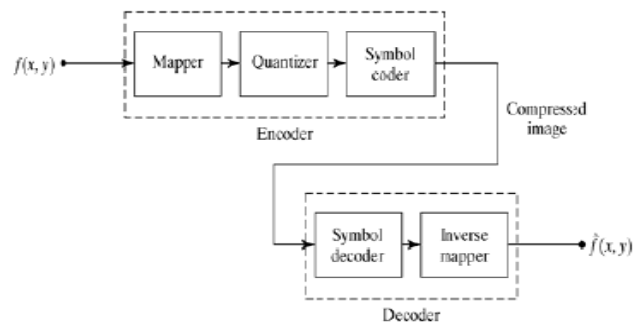 f(x, y)
Mapper
Quantizer
Symbol
coder
Encoder
Compressed
image
Symbol
decoder
Inverse
mapper
f̂(x, y)
Decoder